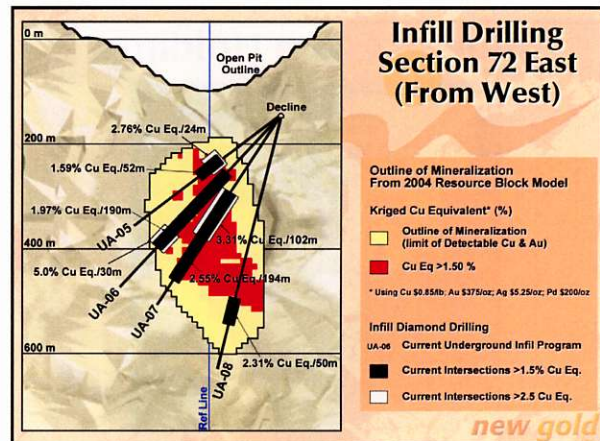 Infill Drilling
Section 72 East
(From West)
0 m
Open Pit
Outline
Decline
2.76% Cu Eq./24m
200 m
1.59% Cu Eq./52m
1.97% Cu Eq./190m
UA-05
3.31% Cu Eq./102m
400 m
5.0% Cu Eq./30m
2.55% Cu Eq./194m
UA-06
UA-07
600 m
2.31% Cu Eq./50m
UA-08
Ref Line
Outline of Mineralization
From 2004 Resource Block Model
Kriged Cu Equivalent* (%)
Outline of Mineralization
(limit of Detectable Cu & Au)
Cu Eq >1.50 %
* Using Cu $0.85/lb; Au $375/oz; Ag $5.25/oz; Pd $200/oz
Infill Diamond Drilling
UA-06 Current Underground Infil Program
Current Intersections >1.5% Cu Eq.
Current Intersections >2.5 Cu Eq.
new gold